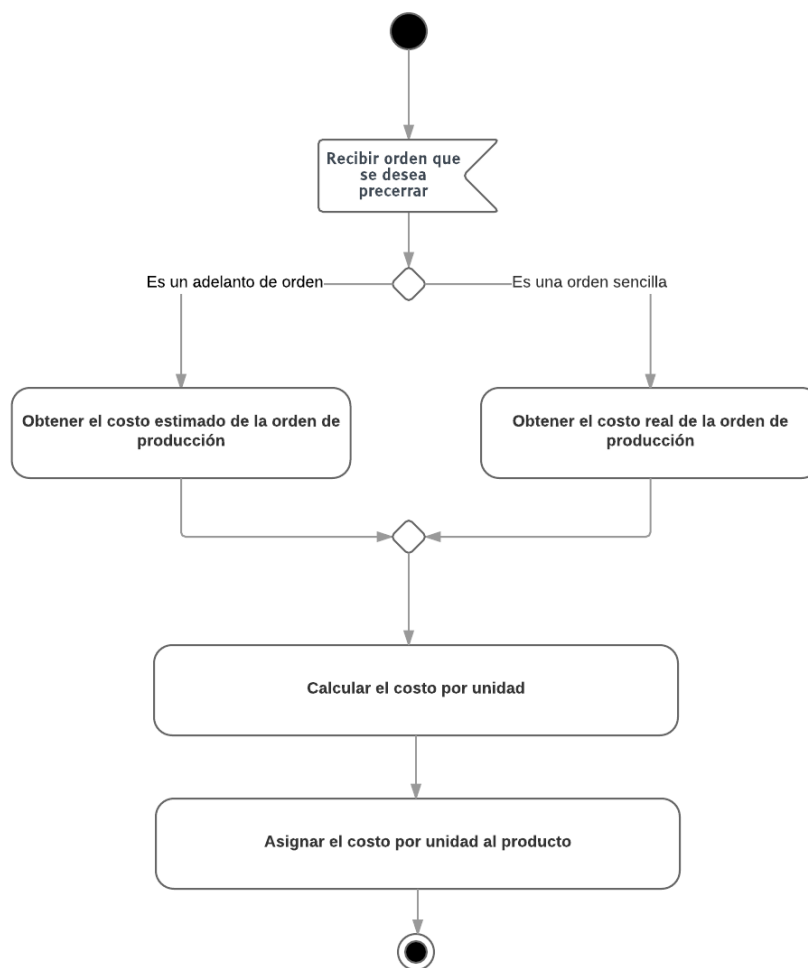 Recibir orden que
se desea
precerrar
Es un adelanto de orden
Es una orden sencilla
Obtener el costo estimado de la orden de
producción
Obtener el costo real de la orden de
producción
Calcular el costo por unidad
Asignar el costo por unidad al producto